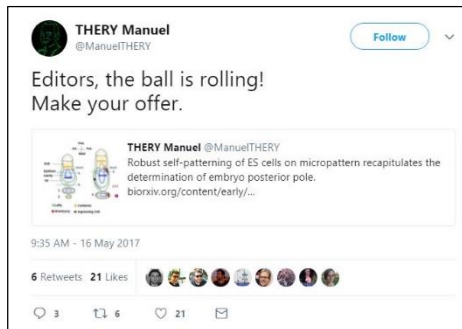 THERY Manuel
@ManuelTHERY
Follow
Editors, the ball is rolling!
Make your offer.
THERY Manuel @ManuelTHERY
Robust self-patterning of ES cells on micropattern recapitulates the
determination of embryo posterior pole.
biorxiv.org/content/early/...
9:35 AM - 16 May 2017
6 Retweets 21 Likes
3 6 21